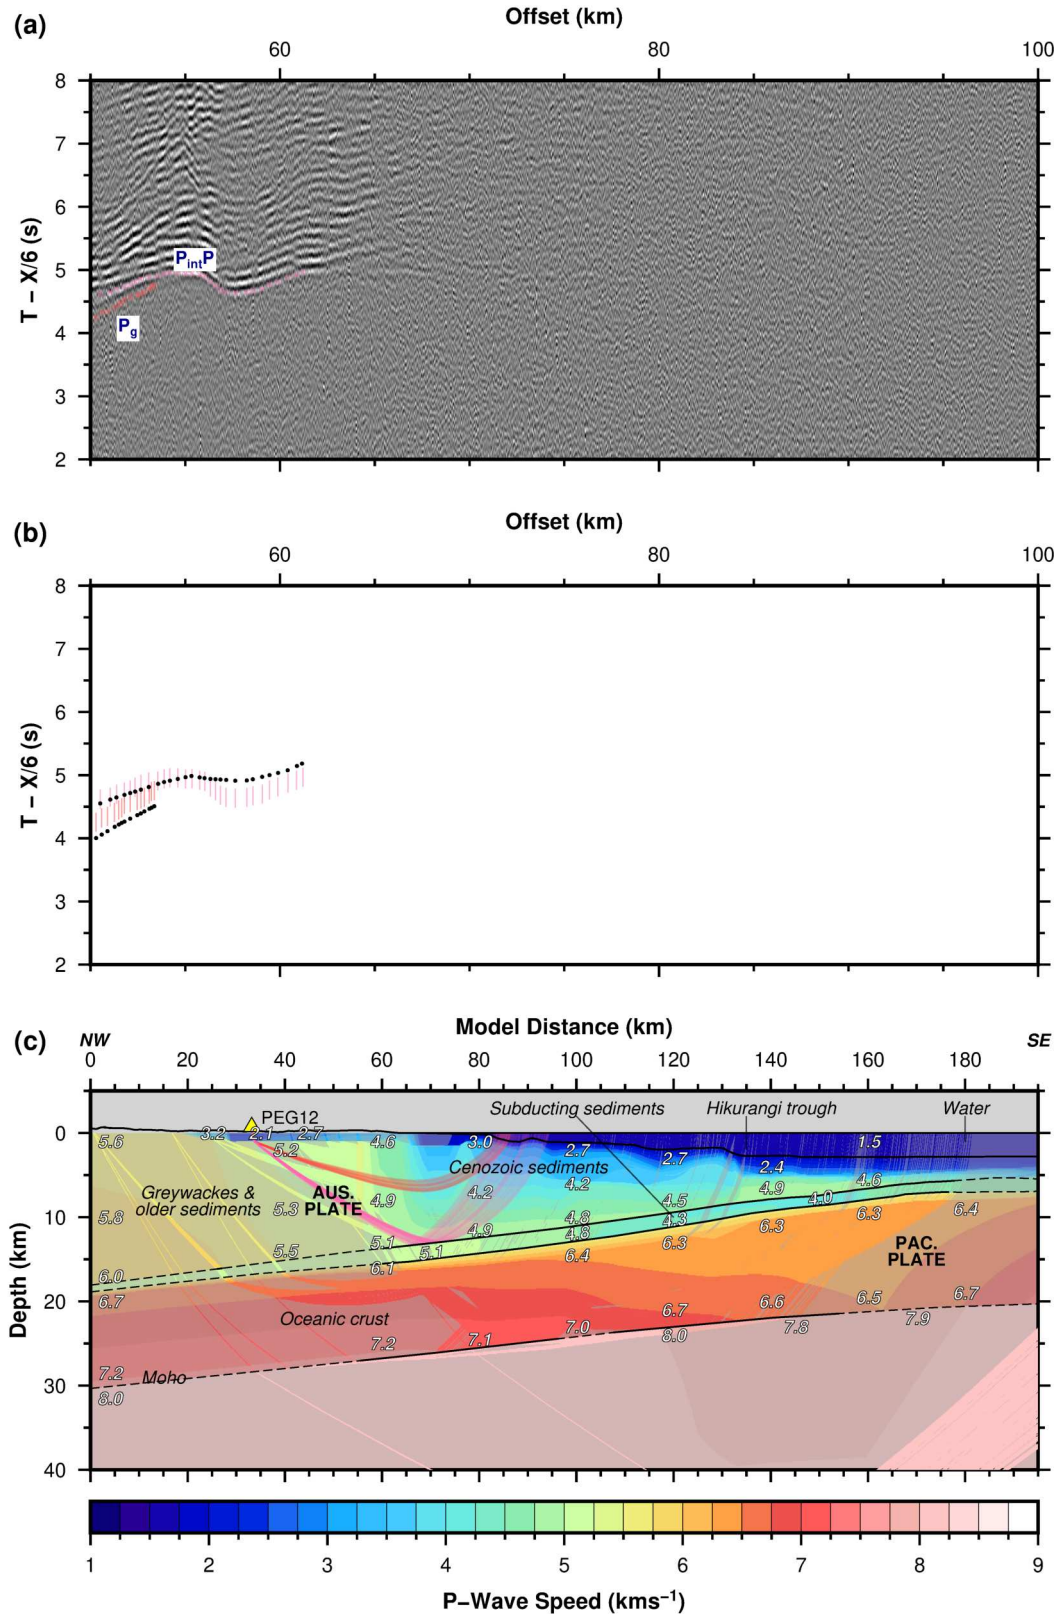 (a)
Offset (km)
60 80 100
8
7
6
5
4
3
2
T − X/6 (s)
PintP
Pg
(b)
Offset (km)
60 80 100
8
7
6
5
4
3
2
T − X/6 (s)
(c)
Model Distance (km)
NW SE
0 20 40 60 80 100 120 140 160 180
PEG12
Subducting sediments
Hikurangi trough
Water
5.6 3.2 2.1 2.7 4.6 3.0 2.7 2.7 2.4 1.5
5.2
Cenozoic sediments
Greywackes &
older sediments
AUS.
PLATE
5.8 5.3 4.9 4.2 4.2 4.5 4.9 4.0 4.6
5.5 5.1 5.1 4.9 4.8 4.8 4.3
6.0 6.1 6.4 6.3 6.3 6.3 6.4
PAC.
PLATE
6.7 6.7 6.6 6.5 6.7
Oceanic crust
7.2 7.2 7.1 7.0
Moho
8.0 8.0 7.8 7.9
0
10
20
30
40
Depth (km)
1 2 3 4 5 6 7 8 9
P−Wave Speed (kms⁻¹)